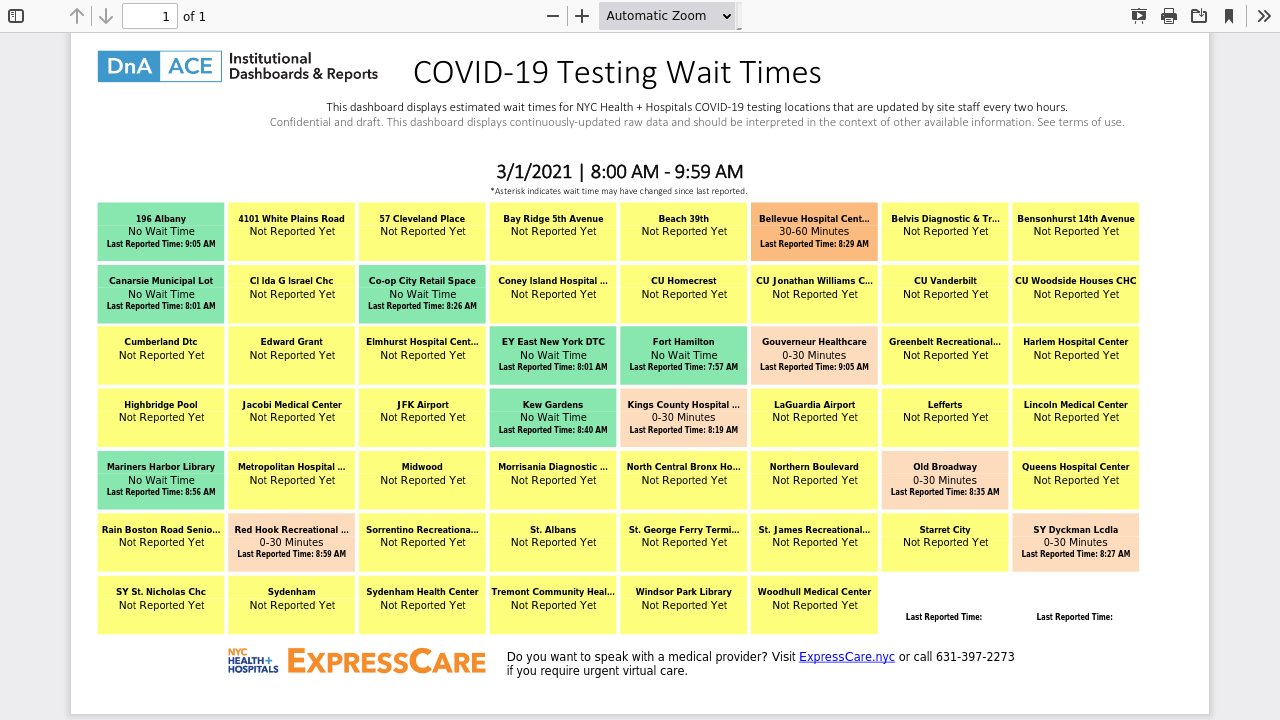 1 of 1 Automatic Zoom
DnA ACE Institutional
Dashboards & Reports
COVID-19 Testing Wait Times
This dashboard displays estimated wait times for NYC Health + Hospitals COVID-19 testing locations that are updated by site staff every two hours.
Confidential and draft. This dashboard displays continuously-updated raw data and should be interpreted in the context of other available information. See terms of use.
3/1/2021 | 8:00 AM - 9:59 AM
*Asterisk indicates wait time may have changed since last reported.
196 Albany 4101 White Plains Road 57 Cleveland Place Bay Ridge 5th Avenue Beach 39th Bellevue Hospital Cent... Belvis Diagnostic & Tr... Bensonhurst 14th Avenue
No Wait Time Not Reported Yet Not Reported Yet Not Reported Yet Not Reported Yet 30-60 Minutes Not Reported Yet Not Reported Yet
Last Reported Time: 9:05 AM Last Reported Time: 8:29 AM
Canarsie Municipal Lot CI Ida G Israel Chc Co-op City Retail Space Coney Island Hospital ... CU Homecrest CU Jonathan Williams C... CU Vanderbilt CU Woodside Houses CHC
No Wait Time Not Reported Yet No Wait Time Not Reported Yet Not Reported Yet Not Reported Yet Not Reported Yet Not Reported Yet
Last Reported Time: 8:01 AM Last Reported Time: 8:26 AM
Cumberland Dtc Edward Grant Elmhurst Hospital Cent... EY East New York DTC Fort Hamilton Gouverneur Healthcare Greenbelt Recreational... Harlem Hospital Center
Not Reported Yet Not Reported Yet Not Reported Yet No Wait Time No Wait Time 0-30 Minutes Not Reported Yet Not Reported Yet
Last Reported Time: 8:01 AM Last Reported Time: 7:57 AM Last Reported Time: 9:05 AM
Highbridge Pool Jacobi Medical Center JFK Airport Kew Gardens Kings County Hospital ... LaGuardia Airport Lefferts Lincoln Medical Center
Not Reported Yet Not Reported Yet Not Reported Yet No Wait Time 0-30 Minutes Not Reported Yet Not Reported Yet Not Reported Yet
Last Reported Time: 8:40 AM Last Reported Time: 8:19 AM
Mariners Harbor Library Metropolitan Hospital ... Midwood Morrisania Diagnostic ... North Central Bronx Ho... Northern Boulevard Old Broadway Queens Hospital Center
No Wait Time Not Reported Yet Not Reported Yet Not Reported Yet Not Reported Yet Not Reported Yet 0-30 Minutes Not Reported Yet
Last Reported Time: 8:56 AM Last Reported Time: 8:35 AM
Rain Boston Road Senio... Red Hook Recreational ... Sorrentino Recreationa... St. Albans St. George Ferry Termi... St. James Recreational... Starret City SY Dyckman Lcdla
Not Reported Yet 0-30 Minutes Not Reported Yet Not Reported Yet Not Reported Yet Not Reported Yet Not Reported Yet 0-30 Minutes
Last Reported Time: 8:59 AM Last Reported Time: 8:27 AM
SY St. Nicholas Chc Sydenham Sydenham Health Center Tremont Community Heal... Windsor Park Library Woodhull Medical Center
Not Reported Yet Not Reported Yet Not Reported Yet Not Reported Yet Not Reported Yet Not Reported Yet
Last Reported Time: Last Reported Time:
NYC
HEALTH+
HOSPITALS
EXPRESSCARE
Do you want to speak with a medical provider? Visit ExpressCare.nyc or call 631-397-2273
if you require urgent virtual care.